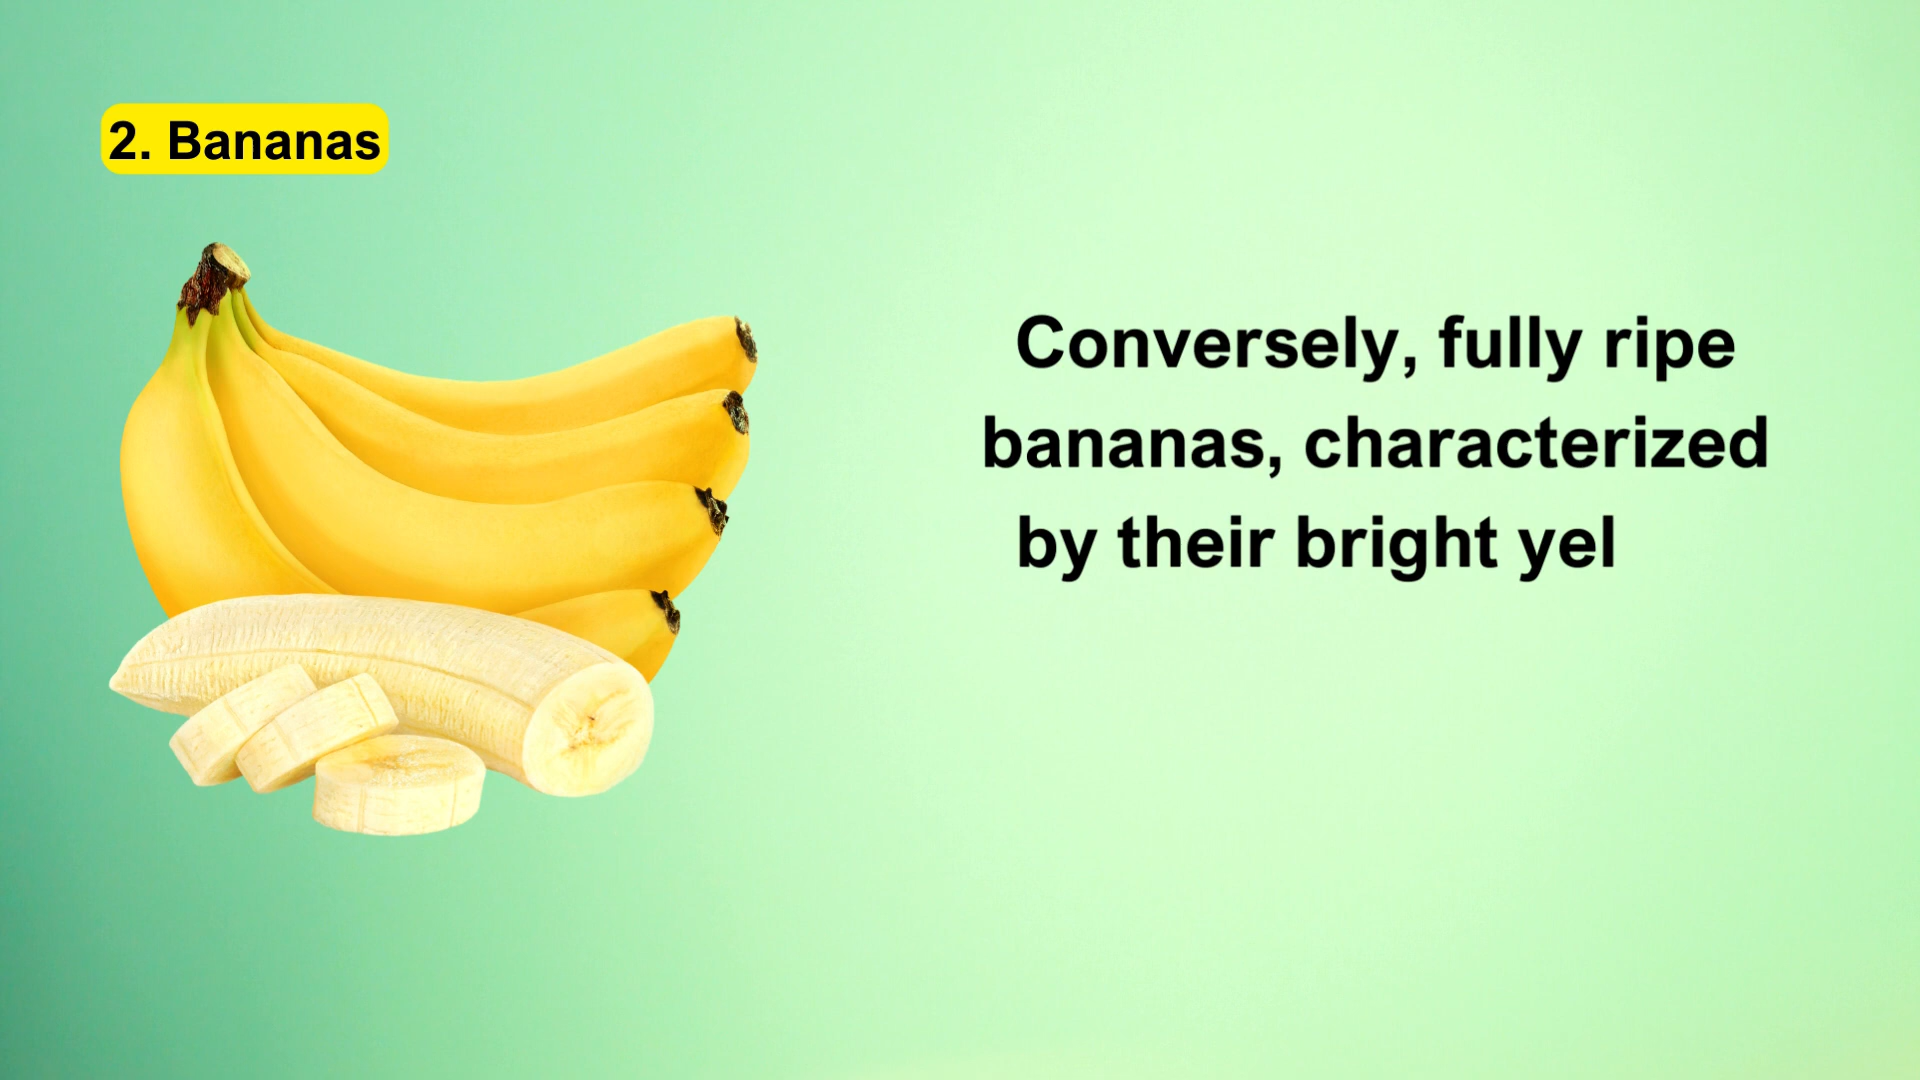 2. Bananas
Conversely, fully ripe
bananas, characterized
by their bright yel